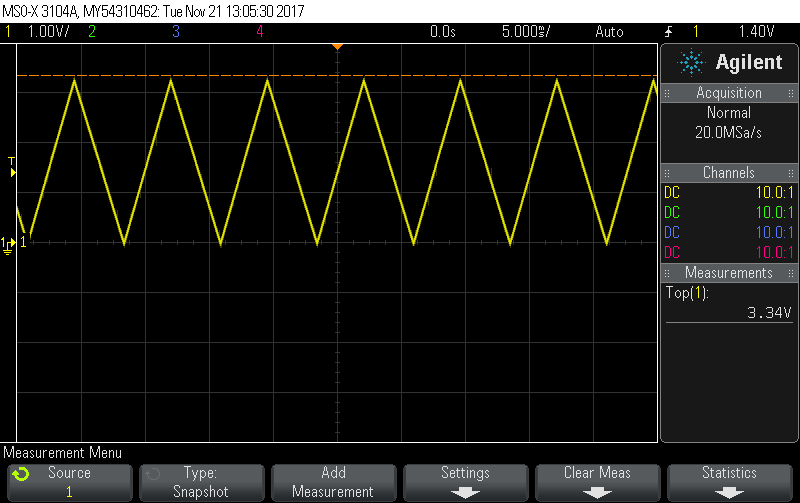 MSO-X 3104A, MY54310462: Tue Nov 21 13:05:30 2017
1 1.00V/ 2 3 4 0.0s 5.000ms/ Auto 1 1.40V
Agilent
Acquisition
Normal
20.0MSa/s
Channels
DC 10.0:1
DC 10.0:1
DC 10.0:1
DC 10.0:1
Measurements
Top(1):
3.34V
T
1 1
Measurement Menu
Source
1
Type:
Snapshot
Add
Measurement
Settings
Clear Meas
Statistics